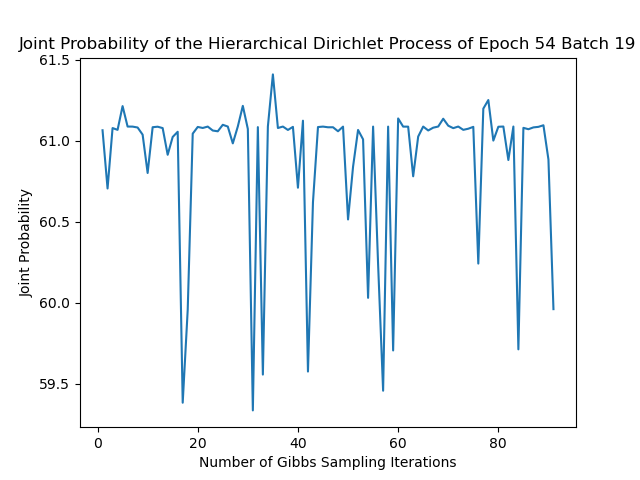 Joint Probability of the Hierarchical Dirichlet Process of Epoch 54 Batch 19
61.5
61.0
60.5
60.0
59.5
Joint Probability
0 20 40 60 80
Number of Gibbs Sampling Iterations